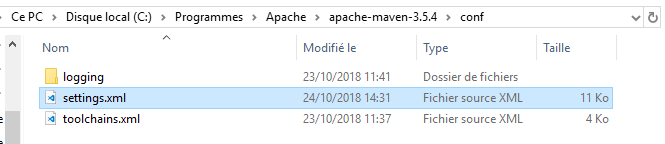 Ce PC > Disque local (C:) > Programmes > Apache > apache-maven-3.5.4 > conf
Nom Modifié le Type Taille
logging 23/10/2018 11:41 Dossier de fichiers
settings.xml 24/10/2018 14:31 Fichier source XML 11 Ko
toolchains.xml 23/10/2018 11:37 Fichier source XML 4 Ko